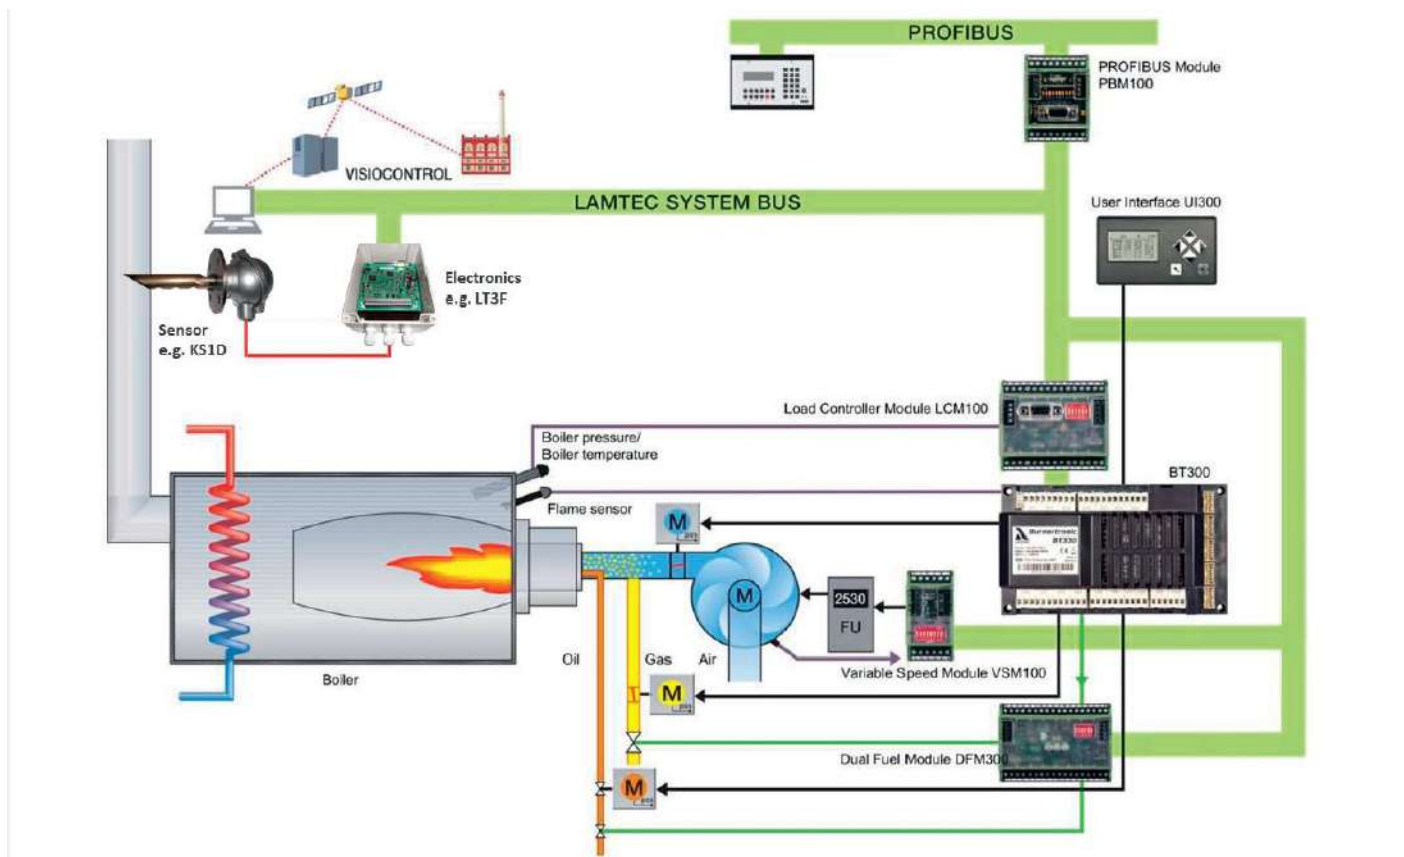 PROFIBUS
PROFIBUS Module
PBM100
VISIOCONTROL
LAMTEC SYSTEM BUS
User Interface UI300
Electronics
e.g. LT3F
Sensor
e.g. KS1D
Load Controller Module LCM100
Boiler pressure/
Boiler temperature
BT300
Flame sensor
M
Burnertronic
BT330
M
2530
FU
Oil
Gas
Air
Variable Speed Module VSM100
Boiler
M
Dual Fuel Module DFM300
M